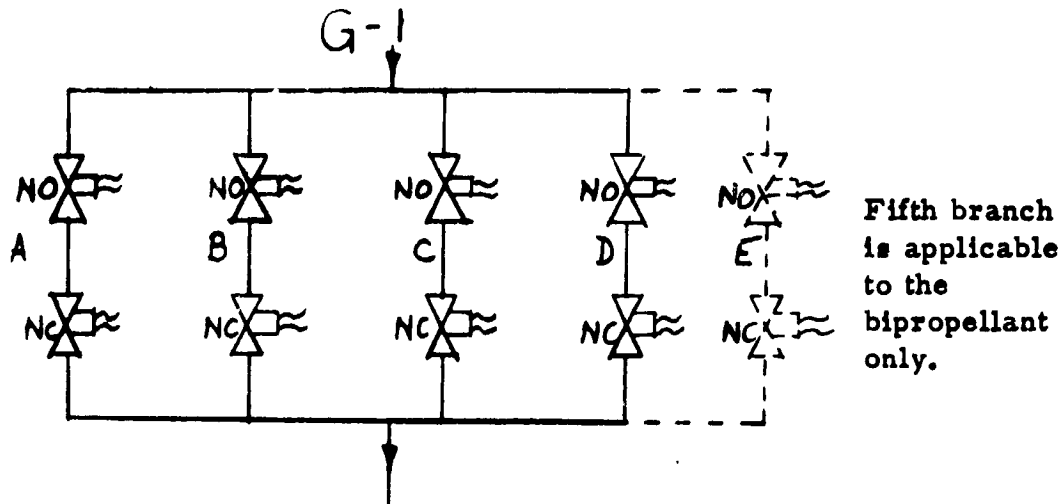 G-1
NO NO NO NO NO
A B C D E
NC NC NC NC NC
Fifth branch
is applicable
to the
bipropellant
only.